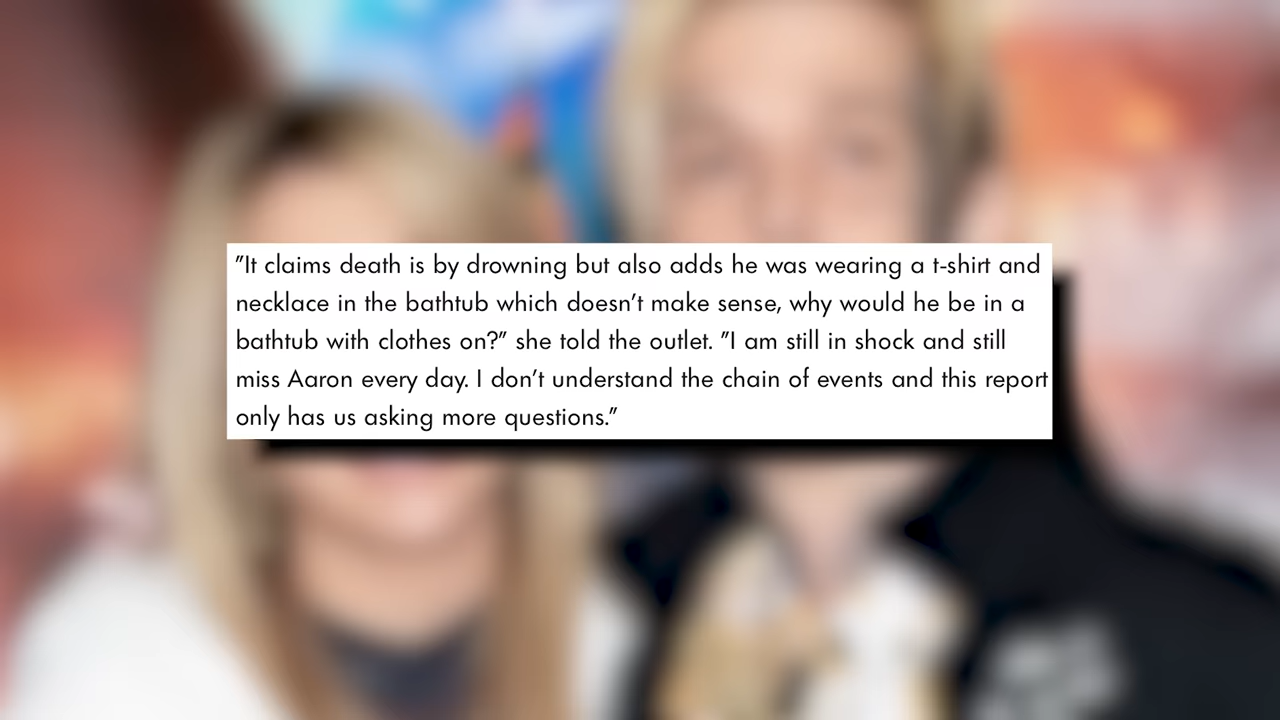 "It claims death is by drowning but also adds he was wearing a t-shirt and
necklace in the bathtub which doesn't make sense, why would he be in a
bathtub with clothes on?" she told the outlet. "I am still in shock and still
miss Aaron every day. I don't understand the chain of events and this report
only has us asking more questions."